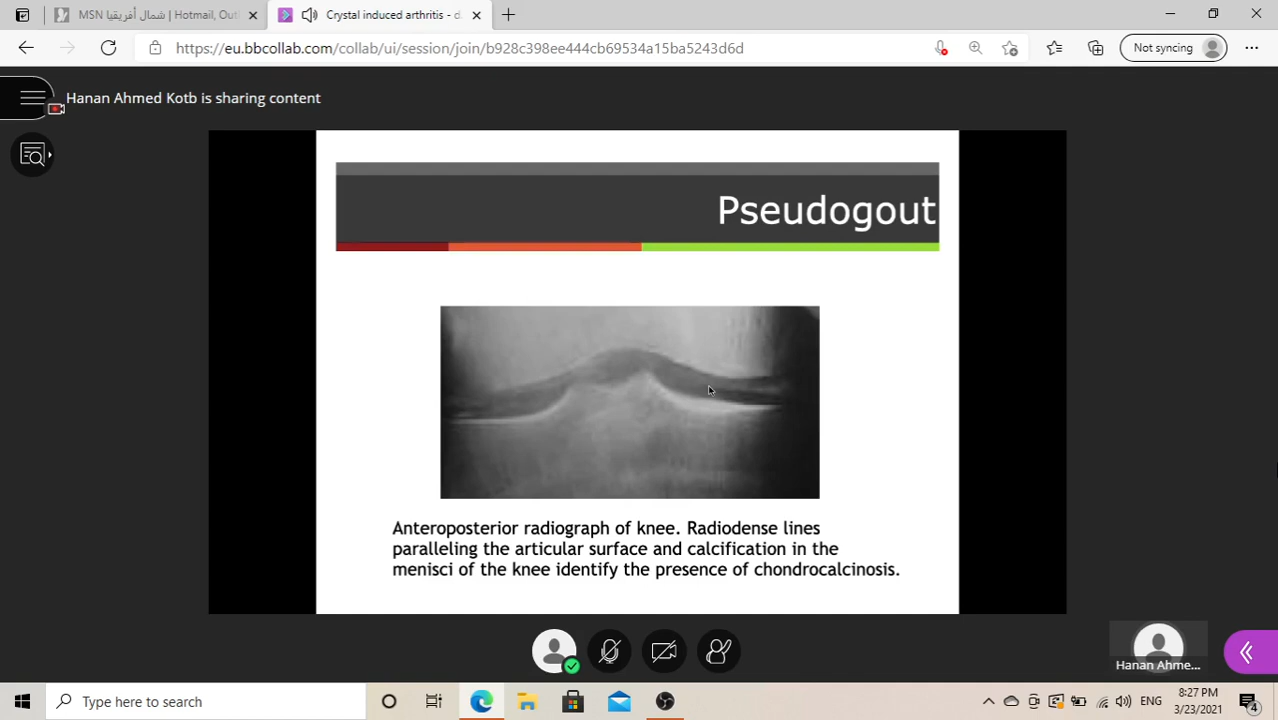 MSN شمال أفريقيا | Hotmail, Outl
Crystal induced arthritis - d
https://eu.bbcollab.com/collab/ui/session/join/b928c398ee444cb69534a15ba5243d6d
Not syncing
Hanan Ahmed Kotb is sharing content
Pseudogout
Anteroposterior radiograph of knee. Radiodense lines
paralleling the articular surface and calcification in the
menisci of the knee identify the presence of chondrocalcinosis.
Hanan Ahme...
Type here to search
ENG
8:27 PM
3/23/2021
4